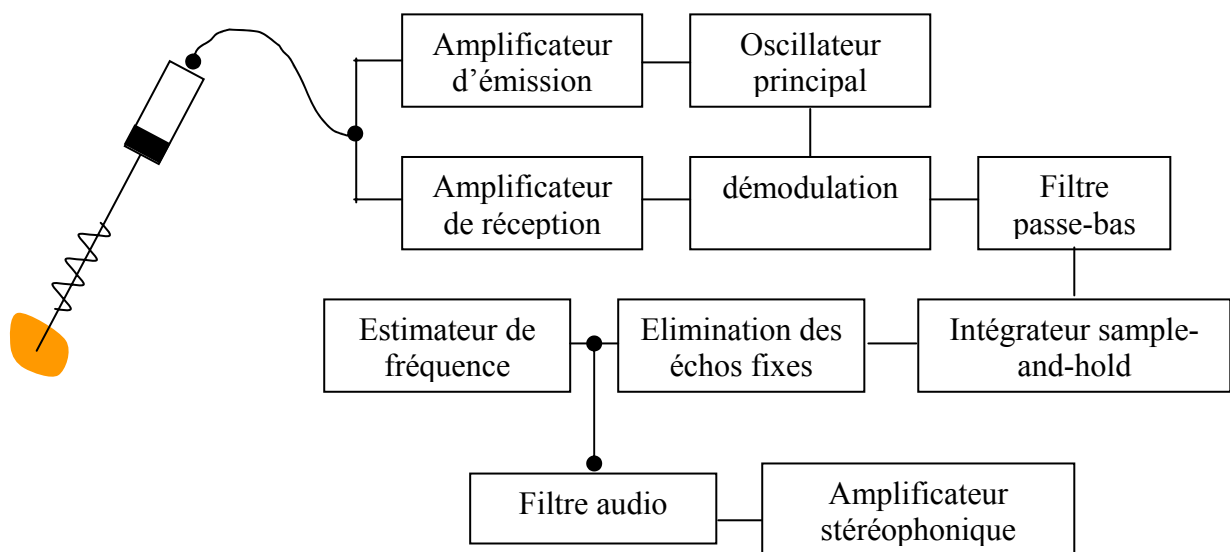 Amplificateur
d’émission
Oscillateur
principal
Amplificateur
de réception
démodulation
Filtre
passe-bas
Estimateur de
fréquence
Elimination des
échos fixes
Intégrateur sample-
and-hold
Filtre audio
Amplificateur
stéréophonique